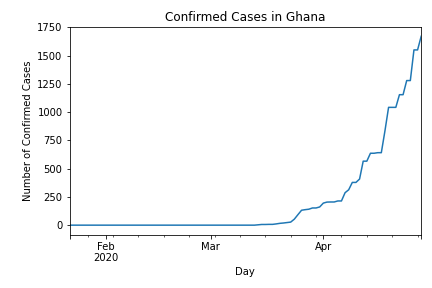 Confirmed Cases in Ghana
1750
1500
1250
1000
750
500
250
0
Number of Confirmed Cases
Feb
2020
Mar
Apr
Day